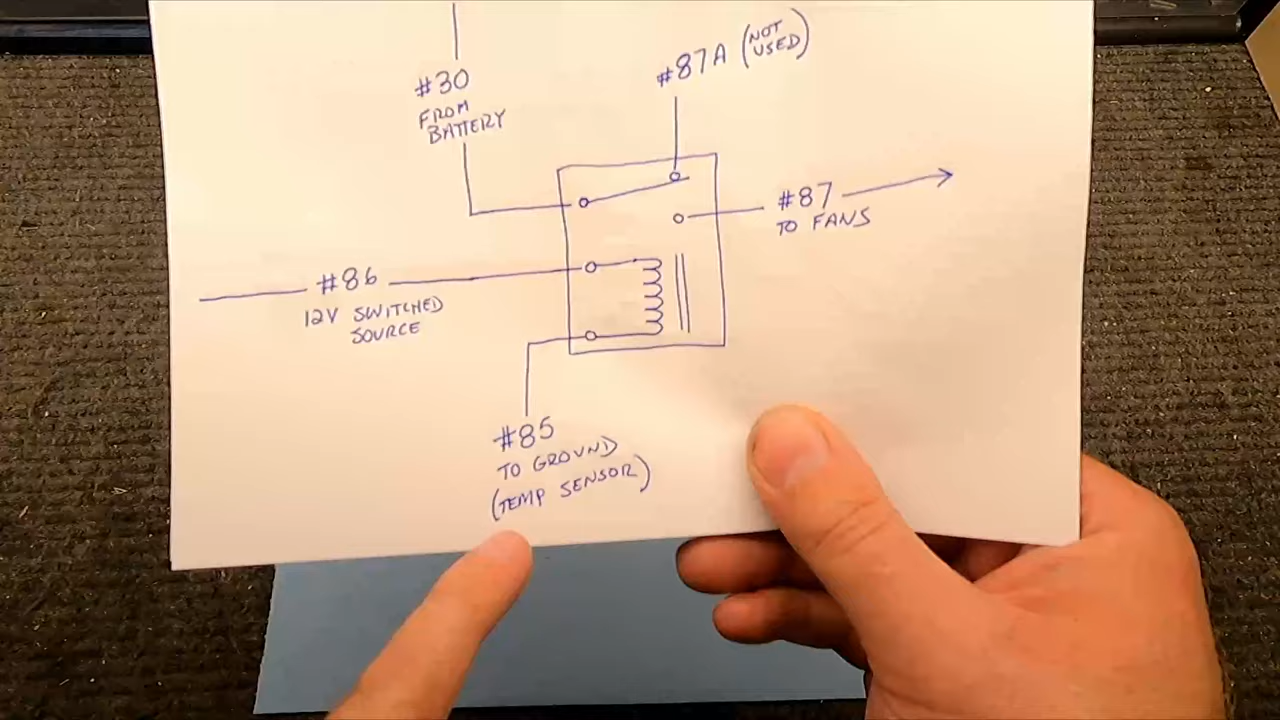 #30
FROM
BATTERY
#87A (NOT
USED)
#87
TO FANS
#86
12V SWITCHED
SOURCE
#85
TO GROUND
(TEMP SENSOR)